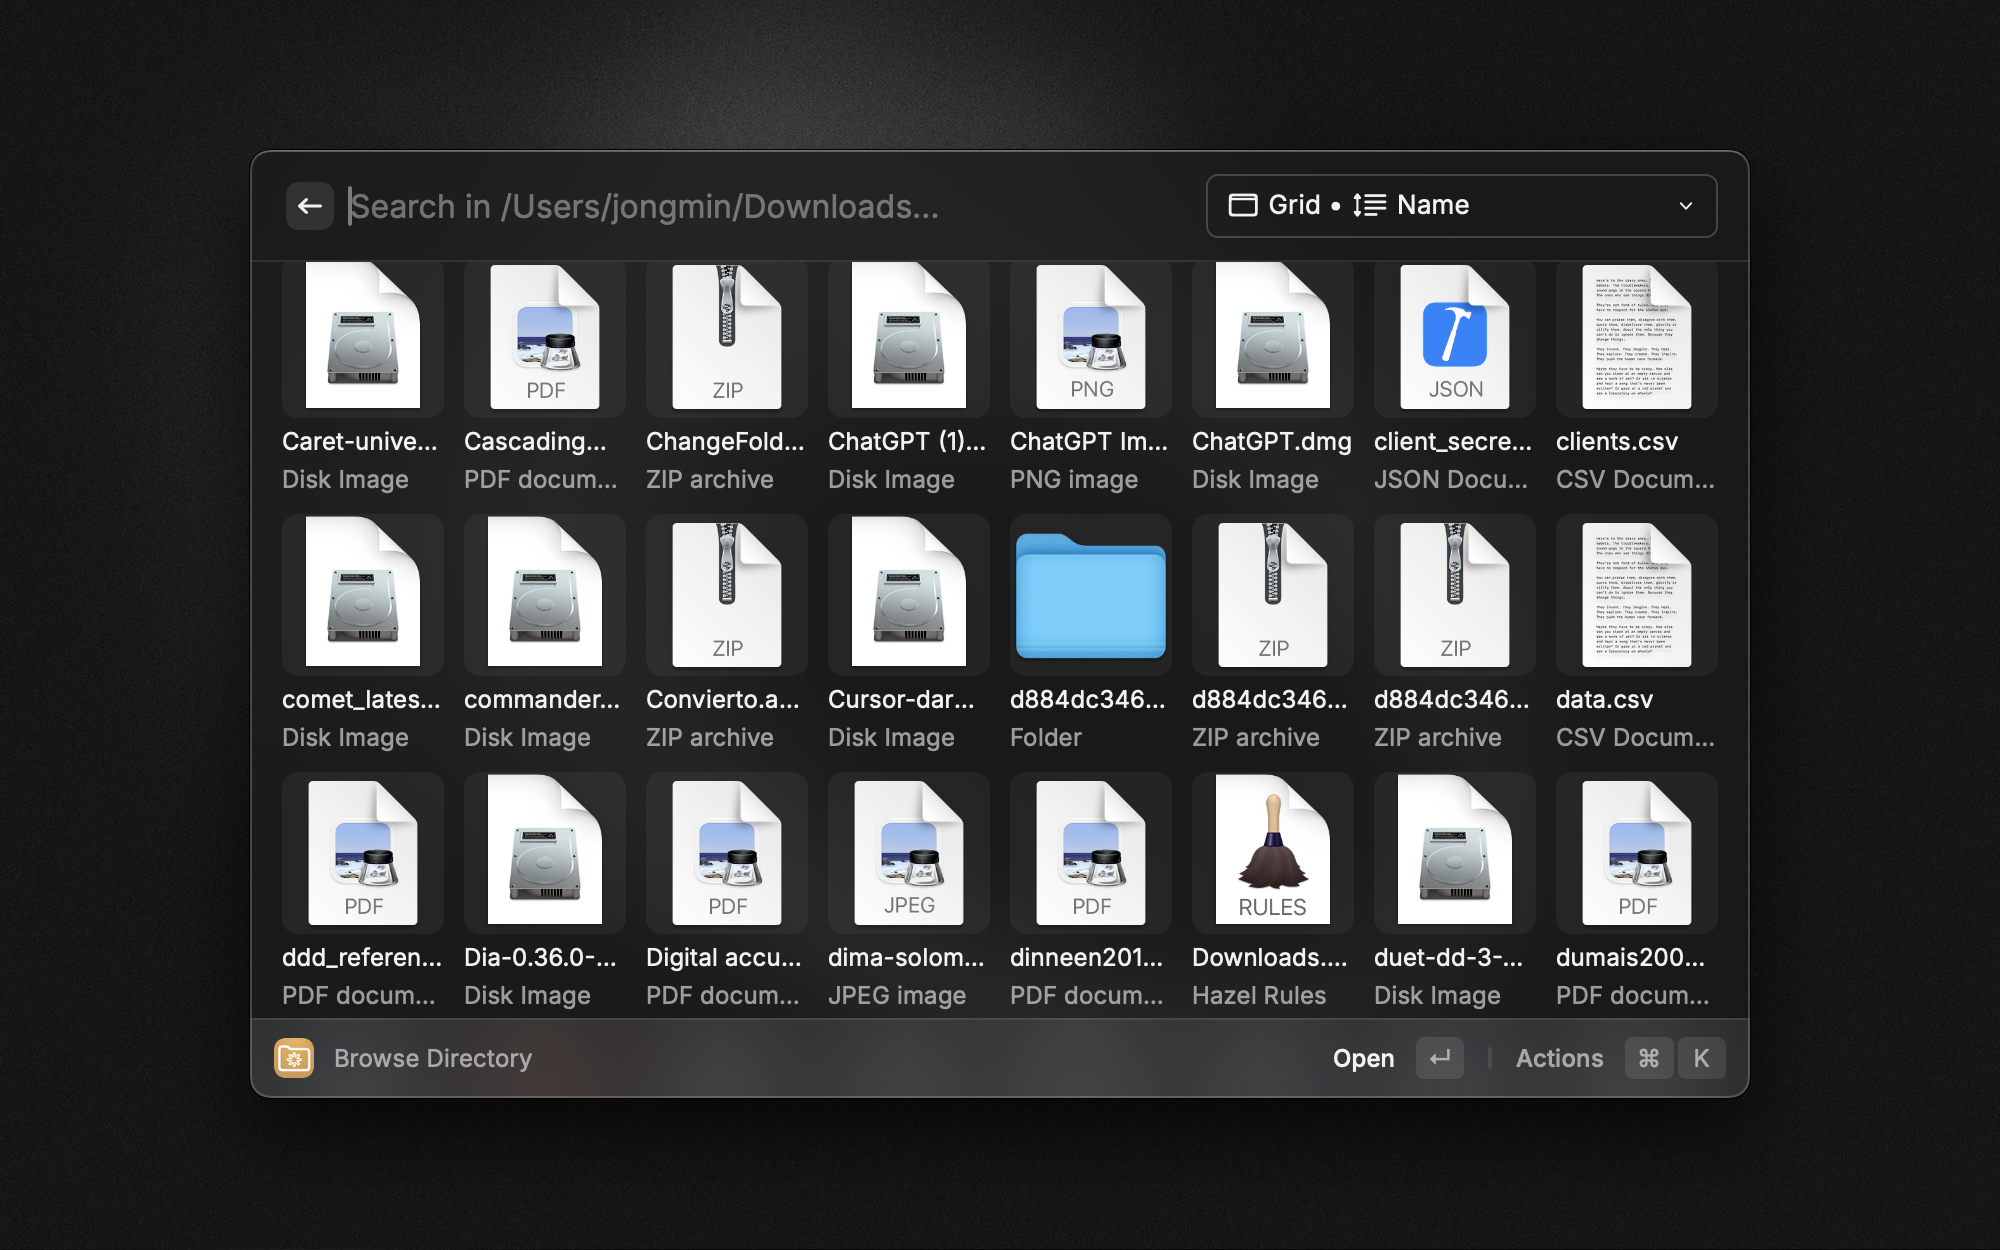 Search in /Users/jongmin/Downloads...
Grid • Name
PDF
ZIP
PNG
JSON
Caret-unive... Cascading... ChangeFold... ChatGPT (1)... ChatGPT Im... ChatGPT.dmg client_secre... clients.csv
Disk Image PDF docum... ZIP archive Disk Image PNG image Disk Image JSON Docu... CSV Docum...
ZIP
ZIP
ZIP
comet_lates... commander... Convierto.a... Cursor-dar... d884dc346... d884dc346... d884dc346... data.csv
Disk Image Disk Image ZIP archive Disk Image Folder ZIP archive ZIP archive CSV Docum...
PDF
PDF
JPEG
PDF
RULES
PDF
ddd_referen... Dia-0.36.0-... Digital accu... dima-solom... dinneen201... Downloads.... duet-dd-3-... dumais200...
PDF docum... Disk Image PDF docum... JPEG image PDF docum... Hazel Rules Disk Image PDF docum...
Browse Directory
Open
Actions ⌘ K